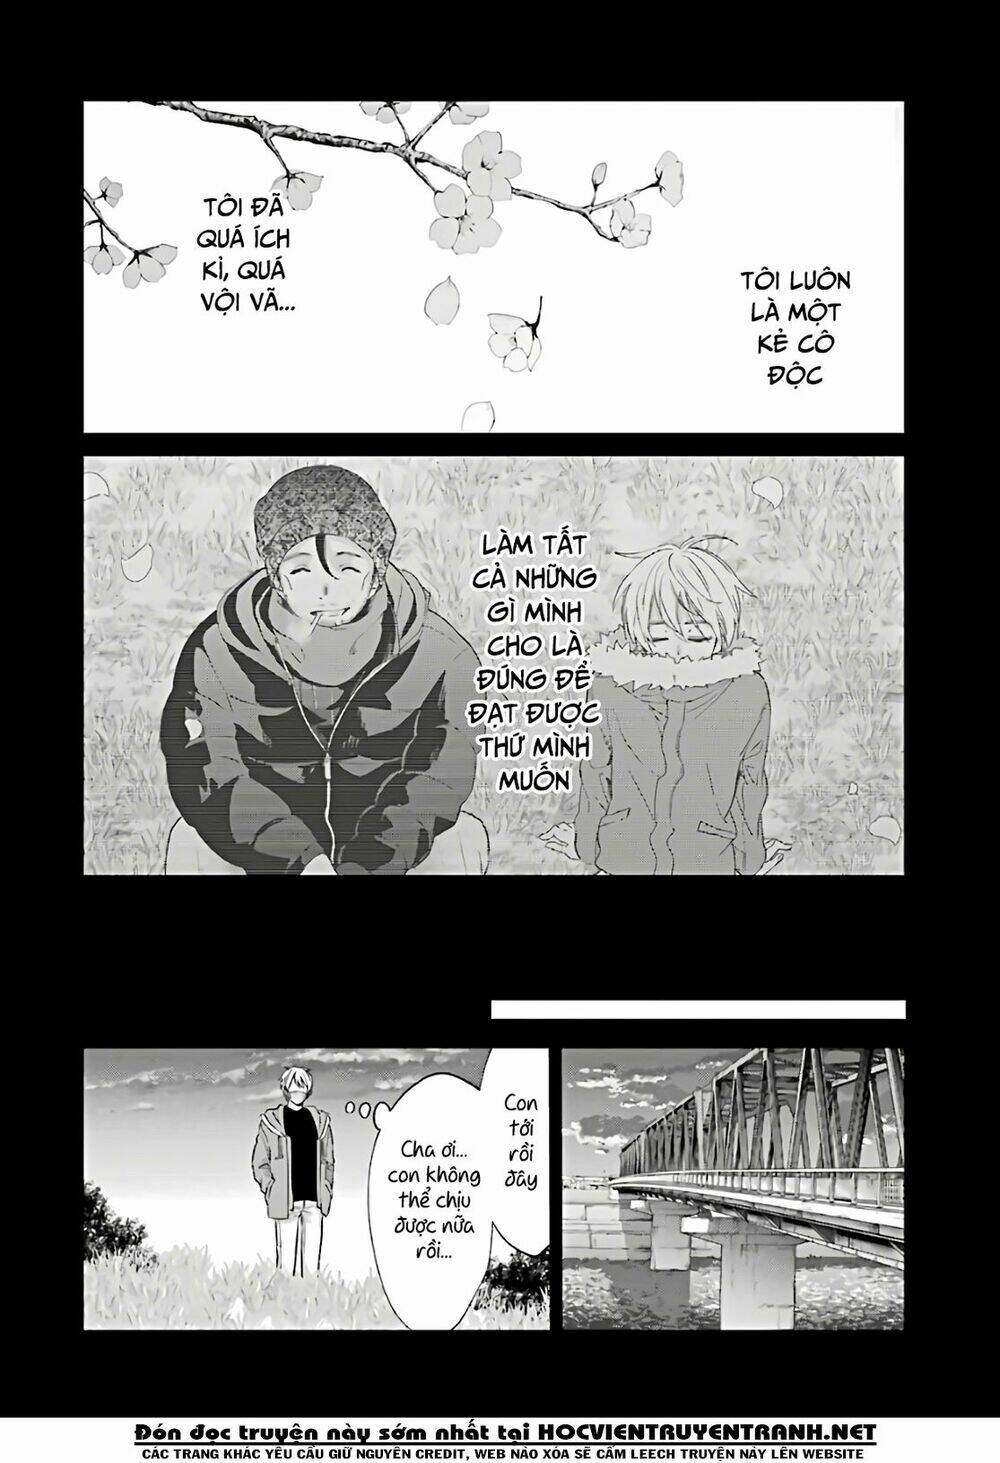 TÔI LUÔN
LÀ MỘT
KẺ CÔ
ĐỘC
TÔI ĐÃ
QUÁ ÍCH
KỈ, QUÁ
VỘI VÃ...
LÀM TẤT
CẢ NHỮNG
GÌ MÌNH
CHO LÀ
ĐÚNG ĐỂ
ĐẠT ĐƯỢC
THỨ MÌNH
MUỐN
Con
tới
rồi
đây
Cha ơi...
con không
thể chịu
được nữa
rồi...
Đón đọc truyện này sớm nhất tại HOCVIENTRUYENTRANH.NET
CÁC TRANG KHÁC YÊU CẦU GIỮ NGUYÊN CREDIT, WEB NÀO XÓA SẼ CẤM LEECH TRUYỆN NÀY LÊN WEBSITE